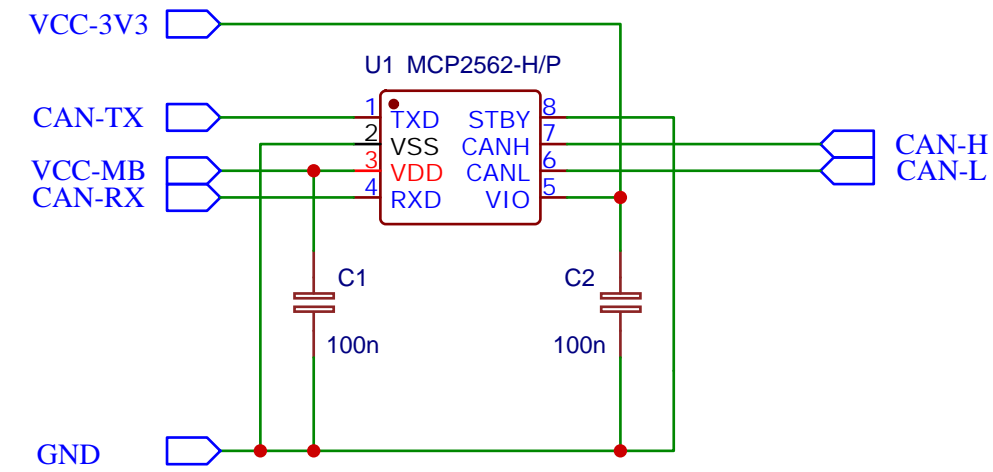 VCC-3V3
U1 MCP2562-H/P
CAN-TX 1 TXD STBY 8
2 VSS CANH 7 CAN-H
VCC-MB 3 VDD CANL 6 CAN-L
CAN-RX 4 RXD VIO 5
C1 C2
100n 100n
GND